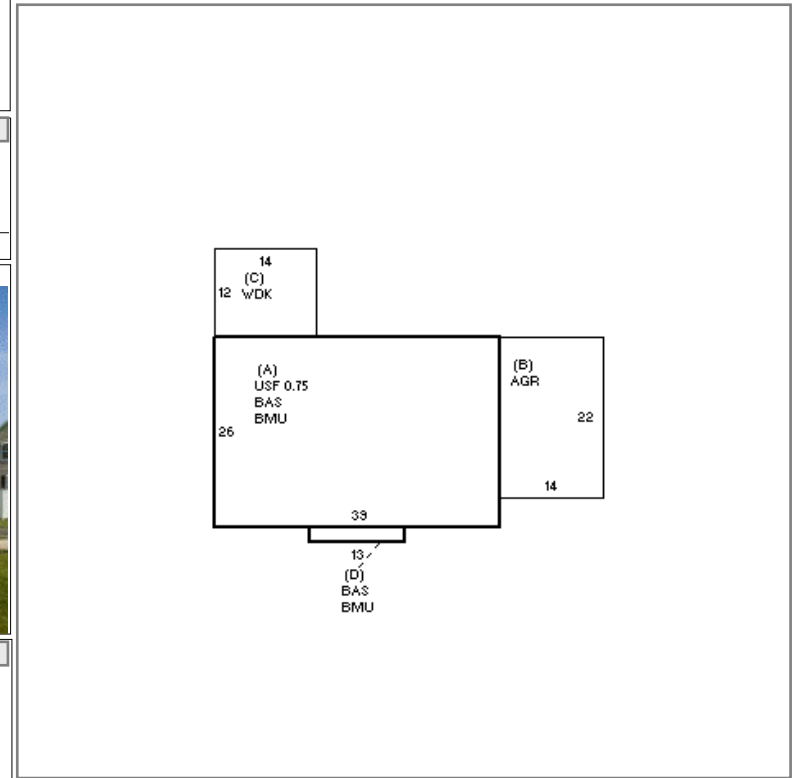 14
(C)
12 WDK
(A)
USF 0.75
BAS
BMU
26
39
(B)
AGR
22
14
13
(D)
BAS
BMU